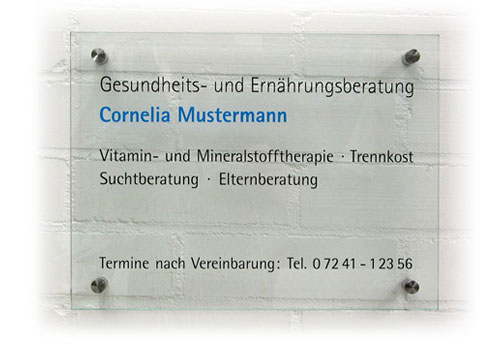 Gesundheits- und Ernährungsberatung
Cornelia Mustermann
Vitamin- und Mineralstofftherapie · Trennkost
Suchtberatung · Elternberatung
Termine nach Vereinbarung: Tel. 0 72 41 - 1 23 56